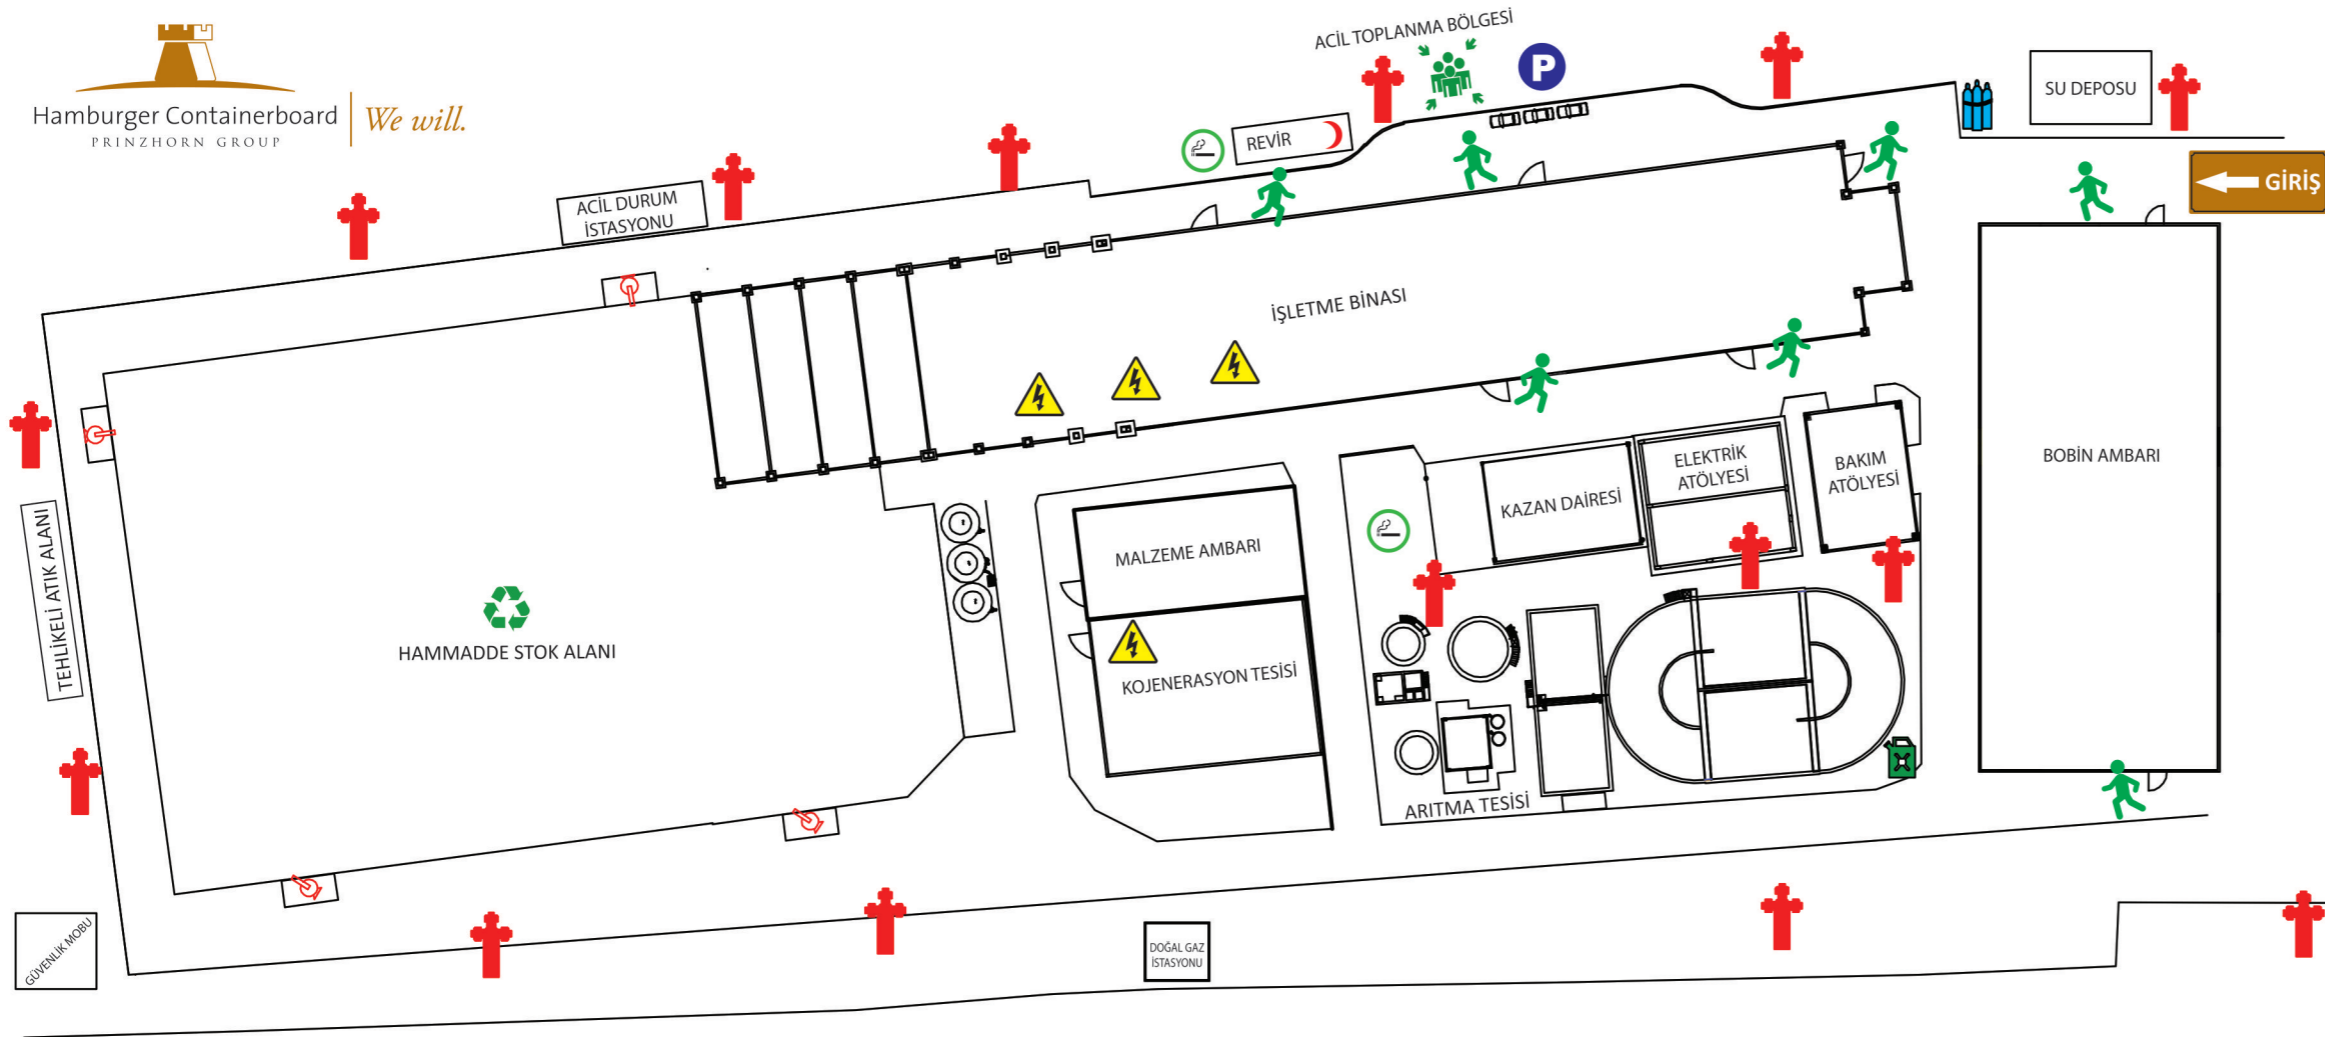 Hamburger Containerboard
PRINZHORN GROUP
We will.
ACİL TOPLANMA BÖLGESİ
P
SU DEPOSU
REVİR
GİRİŞ
ACİL DURUM
İSTASYONU
İŞLETME BİNASI
BOBİN AMBARI
ELEKTRİK
ATÖLYESİ
BAKIM
ATÖLYESİ
KAZAN DAİRESİ
MALZEME AMBARI
TEHLİKELİ ATIK ALANI
HAMMADDE STOK ALANI
KOJENERASYON TESİSİ
ARITMA TESİSİ
GÜVENLİK MOBU
DOĞAL GAZ
İSTASYONU